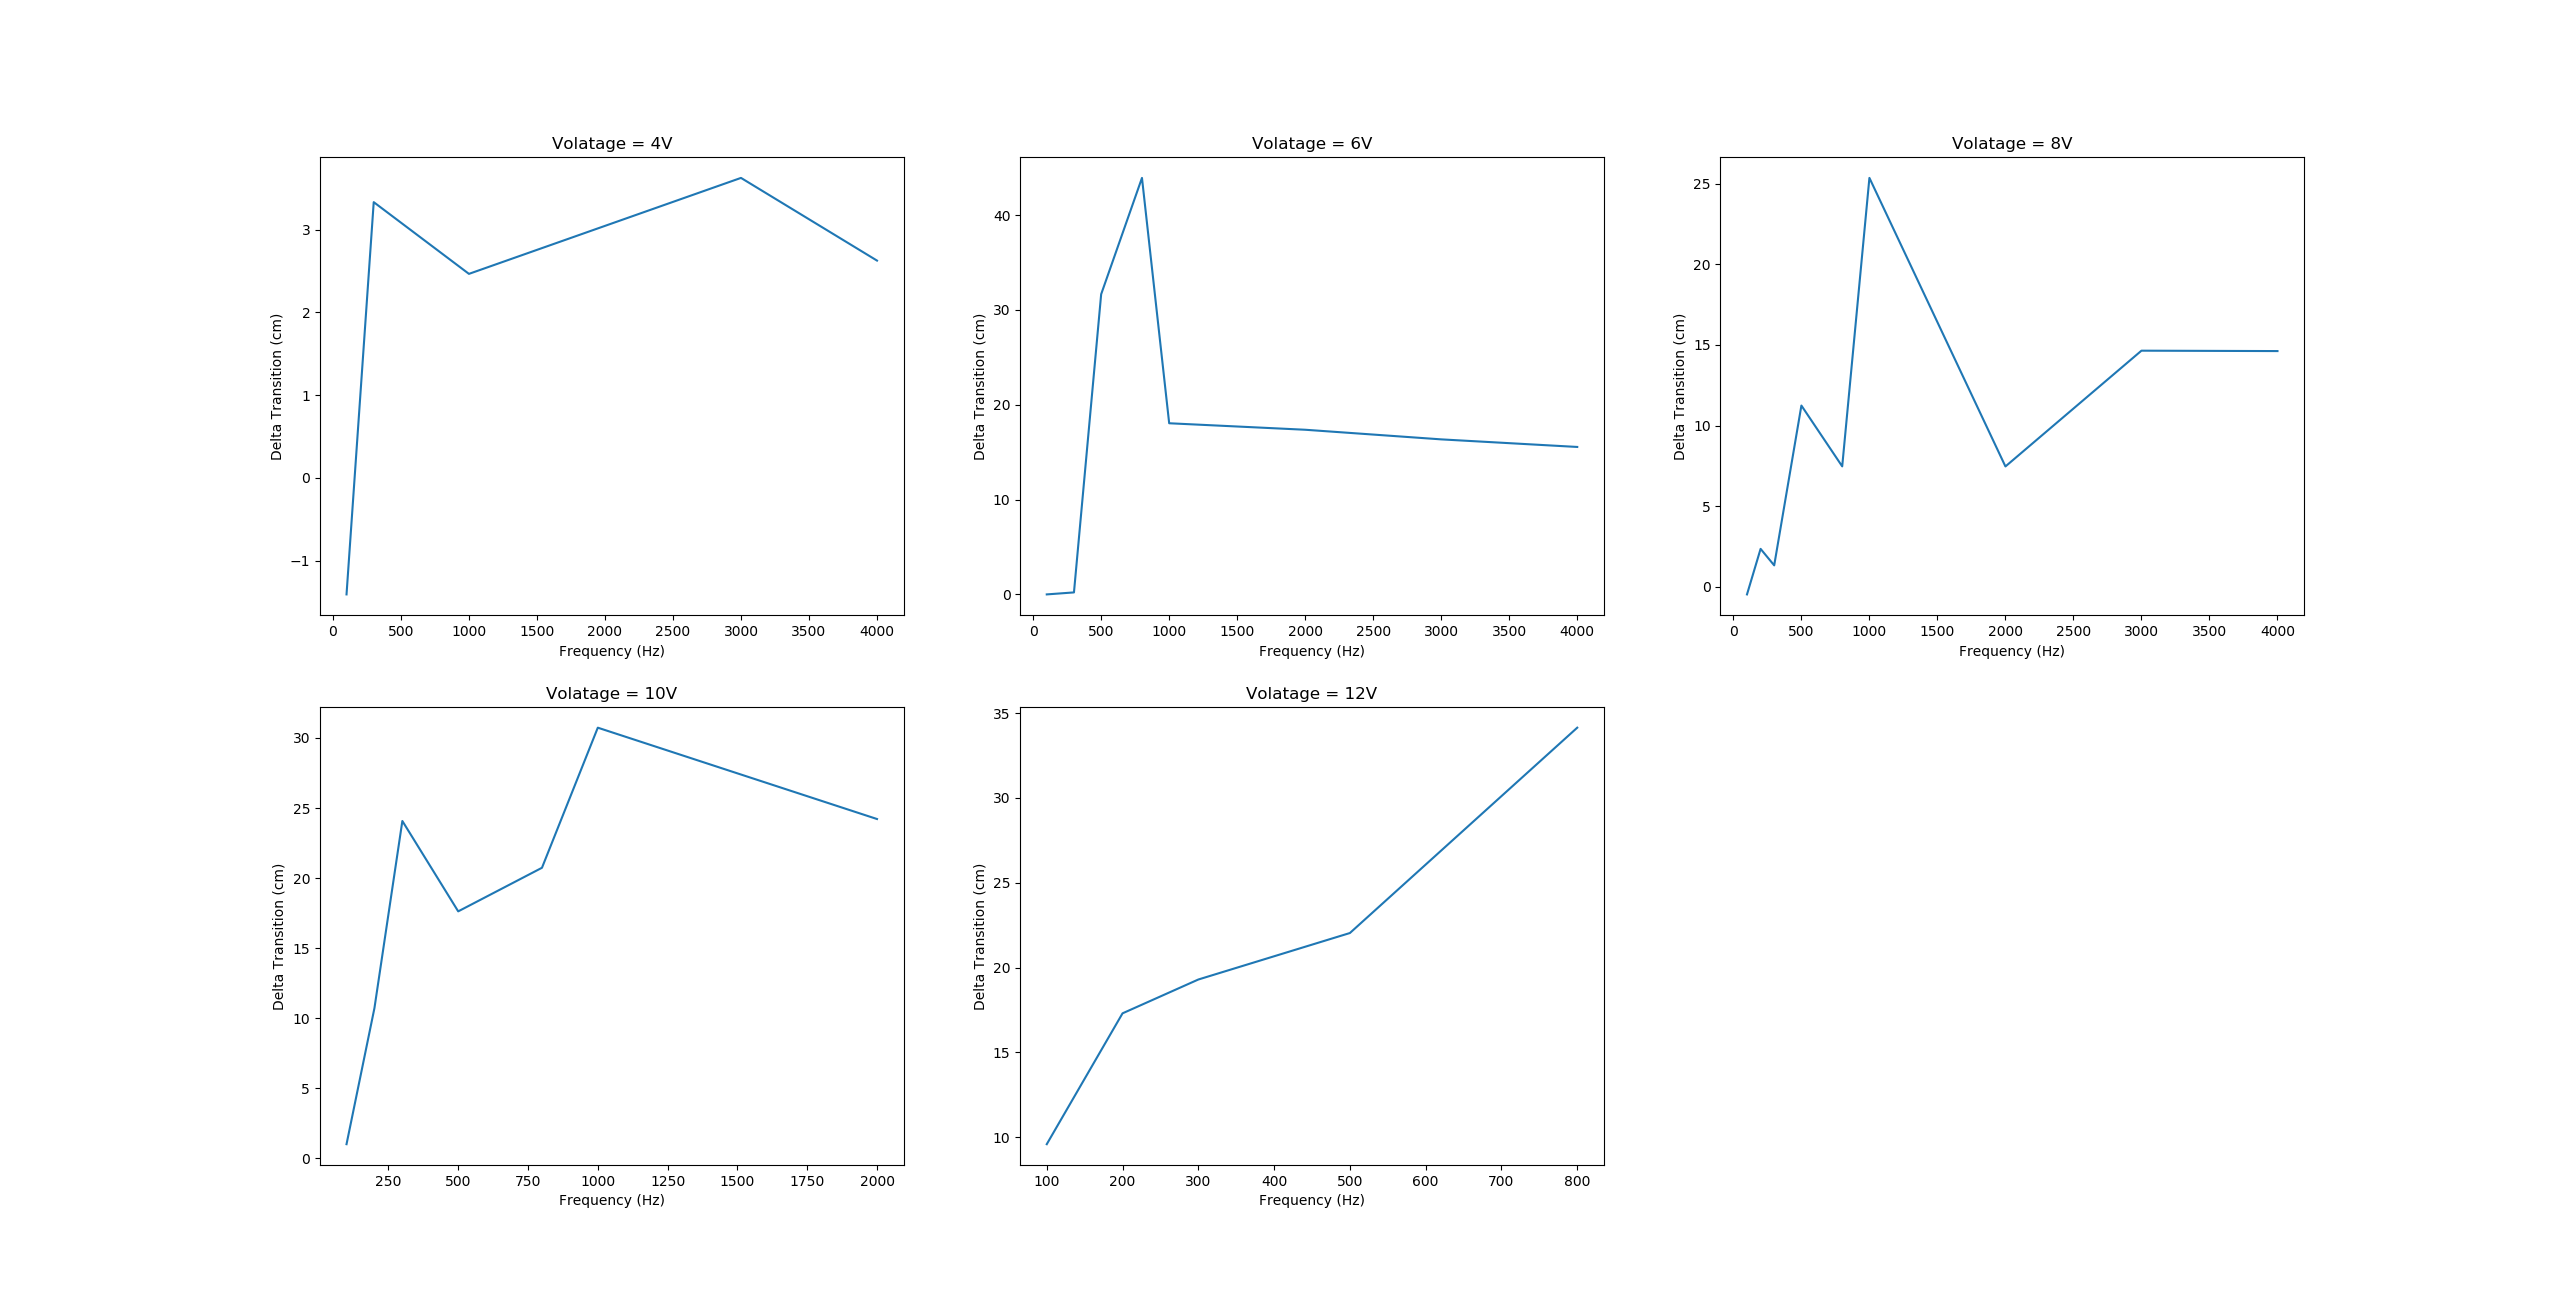 Volatage = 4V
Delta Transition (cm)
3
2
1
0
−1
0 500 1000 1500 2000 2500 3000 3500 4000
Frequency (Hz)
Volatage = 6V
Delta Transition (cm)
40
30
20
10
0
0 500 1000 1500 2000 2500 3000 3500 4000
Frequency (Hz)
Volatage = 8V
Delta Transition (cm)
25
20
15
10
5
0
0 500 1000 1500 2000 2500 3000 3500 4000
Frequency (Hz)
Volatage = 10V
Delta Transition (cm)
30
25
20
15
10
5
0
250 500 750 1000 1250 1500 1750 2000
Frequency (Hz)
Volatage = 12V
Delta Transition (cm)
35
30
25
20
15
10
100 200 300 400 500 600 700 800
Frequency (Hz)